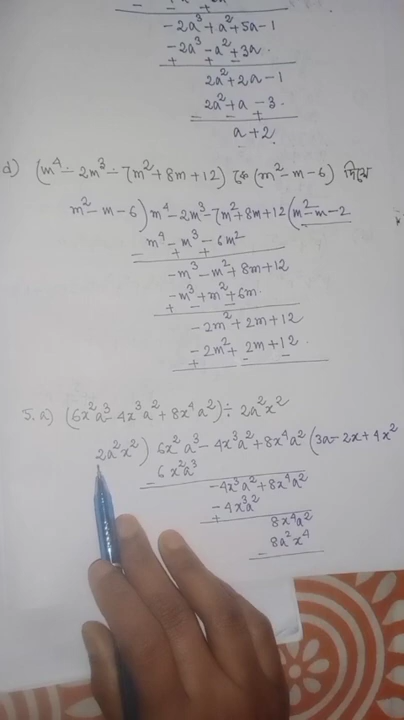 -2a³+a²+5a-1
-2a³-a²+3a.
+ + -
2a²+2a-1
2a²+a-3.
- - +
a+2
d) (m⁴-2m³-7m²+8m+12) কে (m²-m-6) দিয়ে
m²-m-6) m⁴-2m³-7m²+8m+12 (m²-m-2
m⁴-m³-6m²
- + +
-m³-m²+8m+12
-m³+m²+6m.
+ - -
-2m²+2m+12
-2m²+2m+12
+ - -
5.a) (6x²a³-4x³a²+8x⁴a²)÷2a²x²
2a²x²) 6x²a³-4x³a²+8x⁴a² (3a-2x+4x²
6x²a³
-
-4x³a²+8x⁴a²
-4x³a²
+
8x⁴a²
8a²x⁴
-